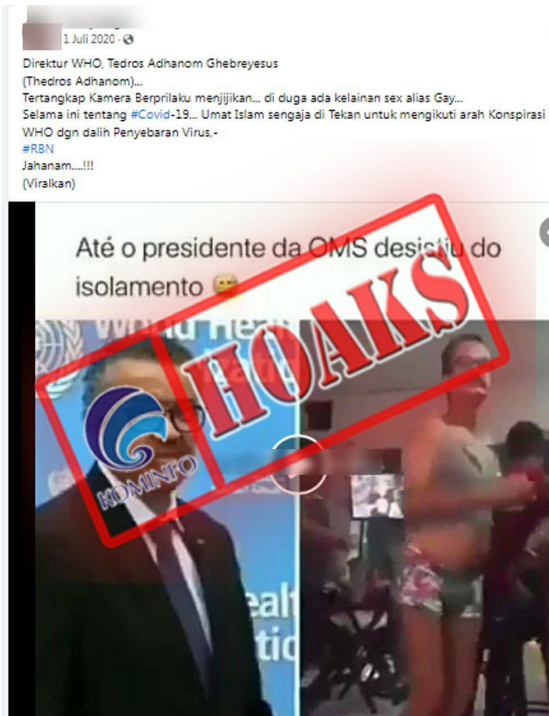 1 Juli 2020
Direktur WHO, Tedros Adhanom Ghebreyesus
(Thedros Adhanom)...
Tertangkap Kamera Berprilaku menjijikan... di duga ada kelainan sex alias Gay...
Selama ini tentang #Covid-19... Umat Islam sengaja di Tekan untuk mengikuti arah Konspirasi
WHO dgn dalih Penyebaran Virus,-
#RBN
Jahanam....!!!
(Viralkan)
Até o presidente da OMS desistiu do
isolamento 😅
HOAKS
KOMINFO